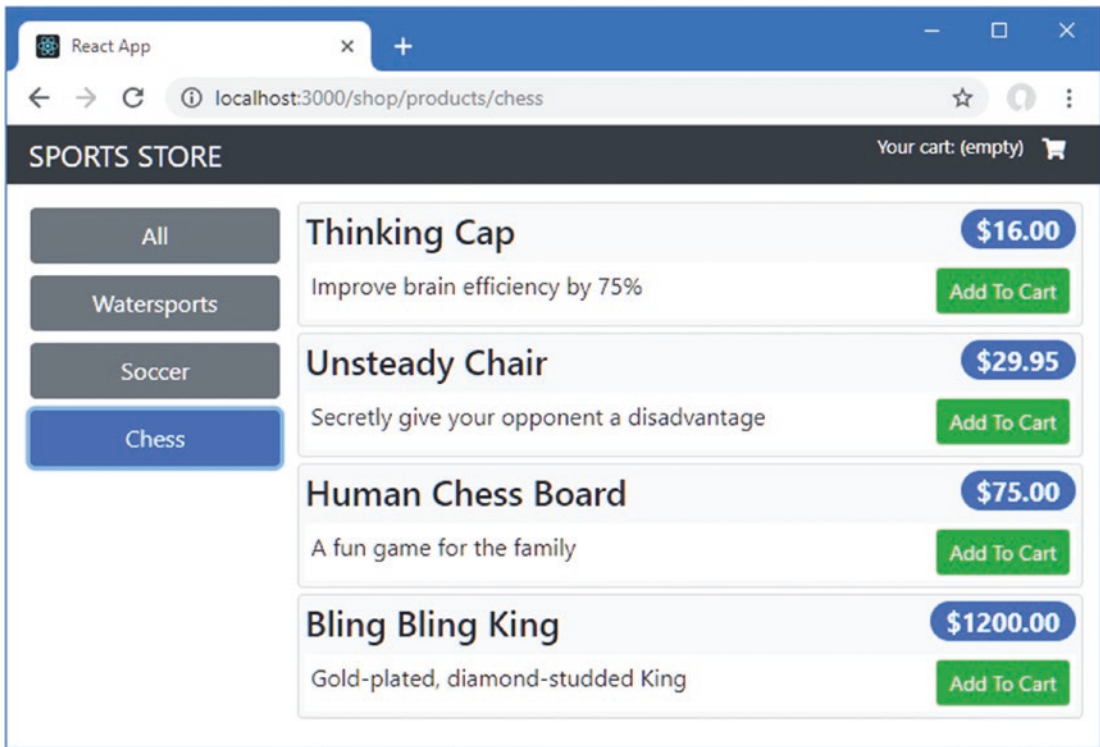 React App
localhost:3000/shop/products/chess
SPORTS STORE
Your cart: (empty)
All
Watersports
Soccer
Chess
Thinking Cap
$16.00
Improve brain efficiency by 75%
Add To Cart
Unsteady Chair
$29.95
Secretly give your opponent a disadvantage
Add To Cart
Human Chess Board
$75.00
A fun game for the family
Add To Cart
Bling Bling King
$1200.00
Gold-plated, diamond-studded King
Add To Cart